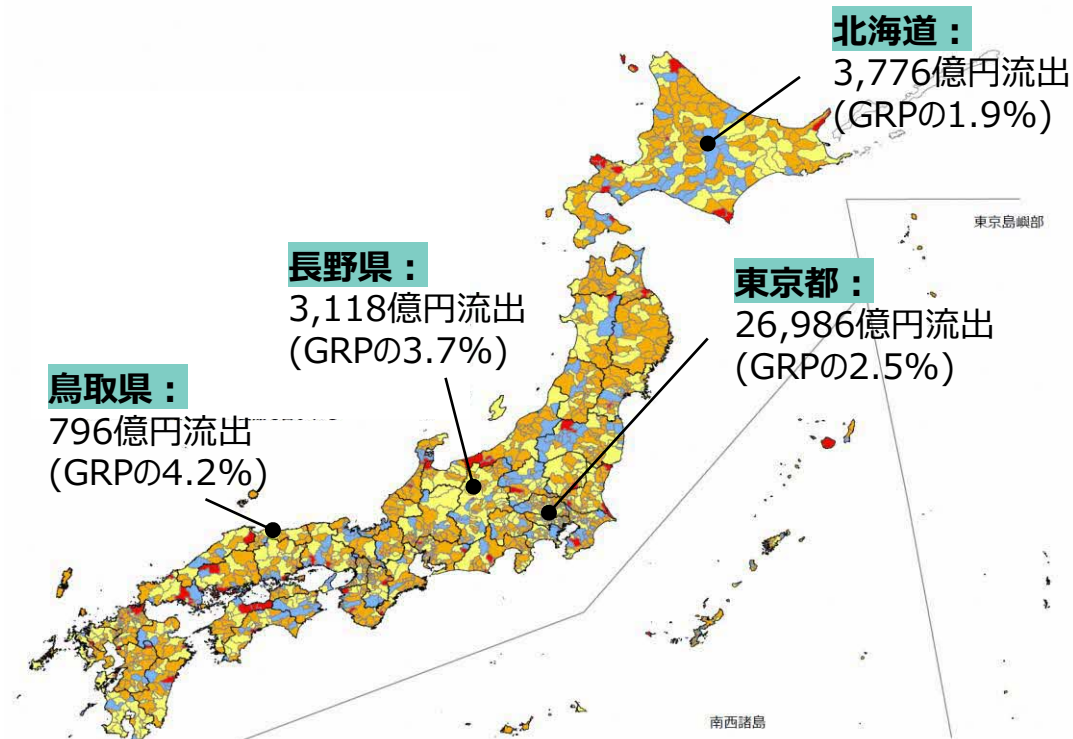 北海道：
3,776億円流出
(GRPの1.9%)
東京島嶼部
長野県：
3,118億円流出
(GRPの3.7%)
東京都：
26,986億円流出
(GRPの2.5%)
鳥取県：
796億円流出
(GRPの4.2%)
南西諸島